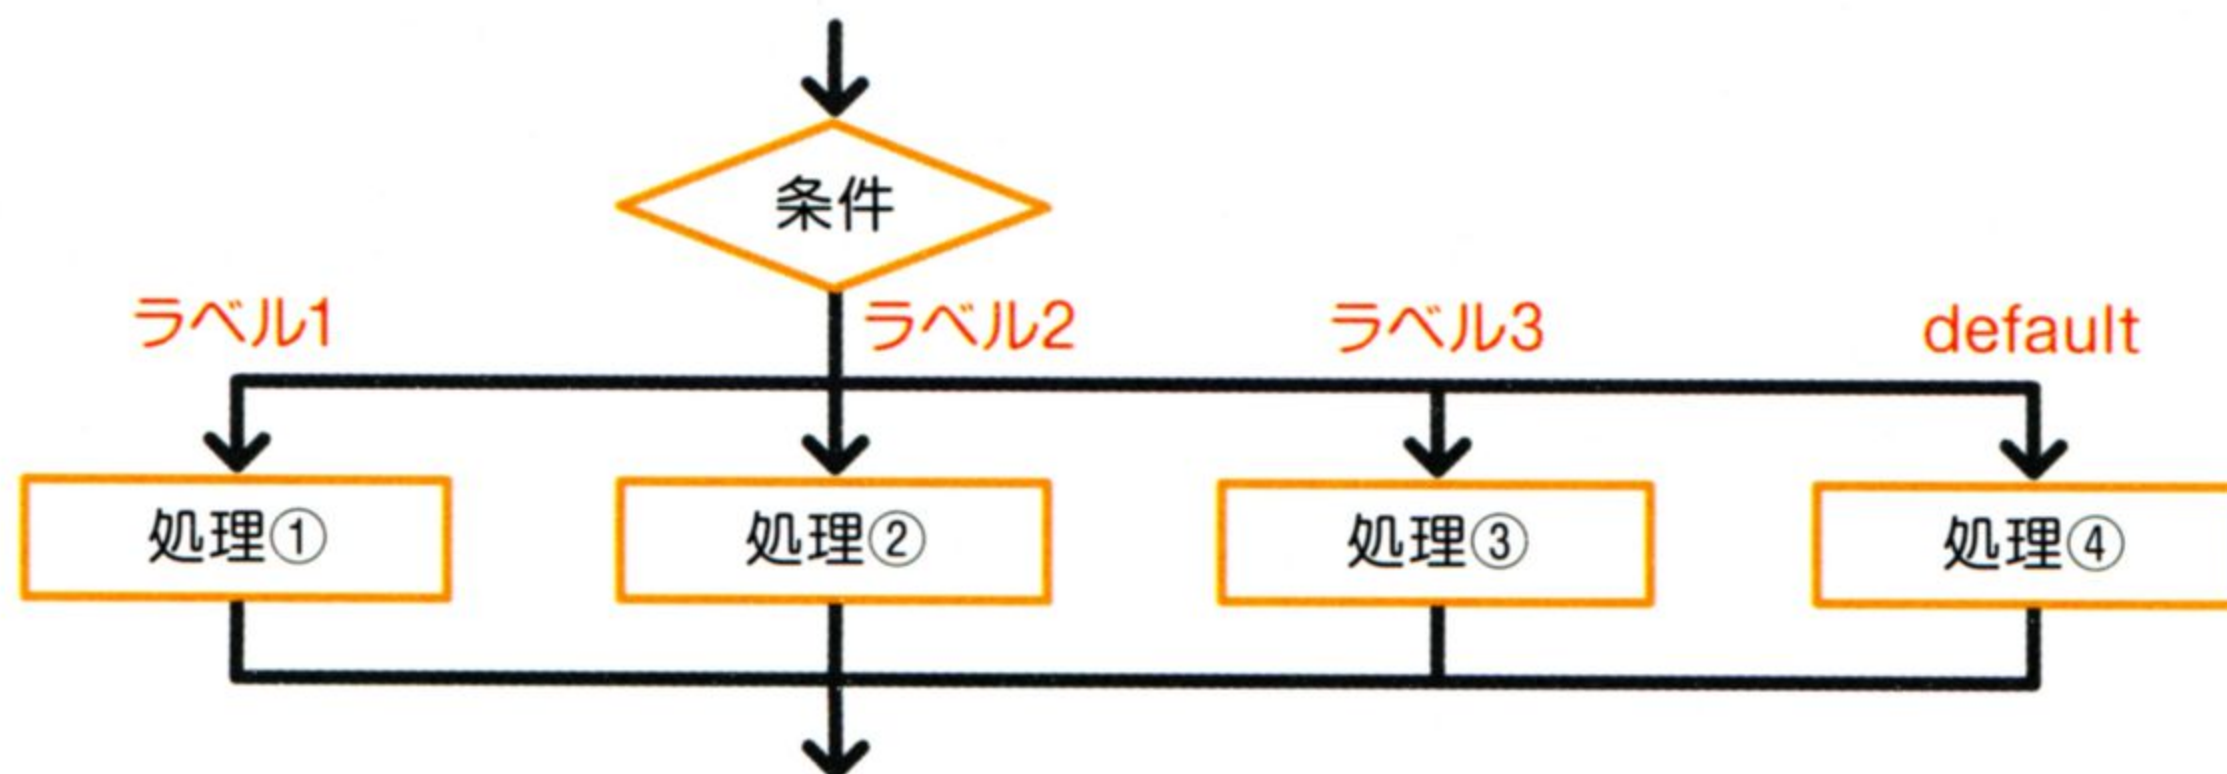 条件
ラベル1 ラベル2 ラベル3 default
処理① 処理② 処理③ 処理④